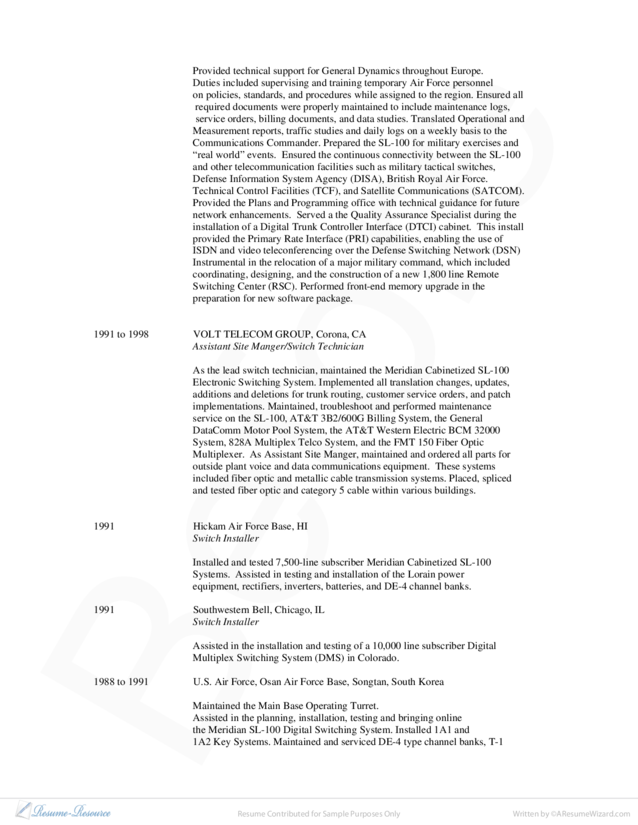 Provided technical support for General Dynamics throughout Europe.
Duties included supervising and training temporary Air Force personnel
on policies, standards, and procedures while assigned to the region. Ensured all
required documents were properly maintained to include maintenance logs,
service orders, billing documents, and data studies. Translated Operational and
Measurement reports, traffic studies and daily logs on a weekly basis to the
Communications Commander. Prepared the SL-100 for military exercises and
“real world” events. Ensured the continuous connectivity between the SL-100
and other telecommunication facilities such as military tactical switches,
Defense Information System Agency (DISA), British Royal Air Force.
Technical Control Facilities (TCF), and Satellite Communications (SATCOM).
Provided the Plans and Programming office with technical guidance for future
network enhancements. Served a the Quality Assurance Specialist during the
installation of a Digital Trunk Controller Interface (DTCI) cabinet. This install
provided the Primary Rate Interface (PRI) capabilities, enabling the use of
ISDN and video teleconferencing over the Defense Switching Network (DSN)
Instrumental in the relocation of a major military command, which included
coordinating, designing, and the construction of a new 1,800 line Remote
Switching Center (RSC). Performed front-end memory upgrade in the
preparation for new software package.
1991 to 1998 VOLT TELECOM GROUP, Corona, CA
Assistant Site Manger/Switch Technician
As the lead switch technician, maintained the Meridian Cabinetized SL-100
Electronic Switching System. Implemented all translation changes, updates,
additions and deletions for trunk routing, customer service orders, and patch
implementations. Maintained, troubleshoot and performed maintenance
service on the SL-100, AT&T 3B2/600G Billing System, the General
DataComm Motor Pool System, the AT&T Western Electric BCM 32000
System, 828A Multiplex Telco System, and the FMT 150 Fiber Optic
Multiplexer. As Assistant Site Manger, maintained and ordered all parts for
outside plant voice and data communications equipment. These systems
included fiber optic and metallic cable transmission systems. Placed, spliced
and tested fiber optic and category 5 cable within various buildings.
1991 Hickam Air Force Base, HI
Switch Installer
Installed and tested 7,500-line subscriber Meridian Cabinetized SL-100
Systems. Assisted in testing and installation of the Lorain power
equipment, rectifiers, inverters, batteries, and DE-4 channel banks.
1991 Southwestern Bell, Chicago, IL
Switch Installer
Assisted in the installation and testing of a 10,000 line subscriber Digital
Multiplex Switching System (DMS) in Colorado.
1988 to 1991 U.S. Air Force, Osan Air Force Base, Songtan, South Korea
Maintained the Main Base Operating Turret.
Assisted in the planning, installation, testing and bringing online
the Meridian SL-100 Digital Switching System. Installed 1A1 and
1A2 Key Systems. Maintained and serviced DE-4 type channel banks, T-1
Resume-Resource Resume Contributed for Sample Purposes Only Written by ©AResumeWizard.com